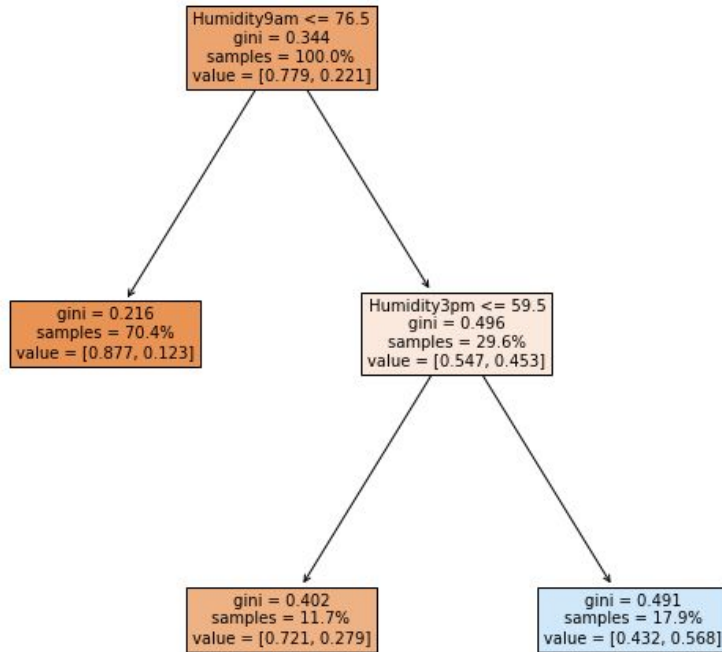 Humidity9am <= 76.5
gini = 0.344
samples = 100.0%
value = [0.779, 0.221]
gini = 0.216
samples = 70.4%
value = [0.877, 0.123]
Humidity3pm <= 59.5
gini = 0.496
samples = 29.6%
value = [0.547, 0.453]
gini = 0.402
samples = 11.7%
value = [0.721, 0.279]
gini = 0.491
samples = 17.9%
value = [0.432, 0.568]